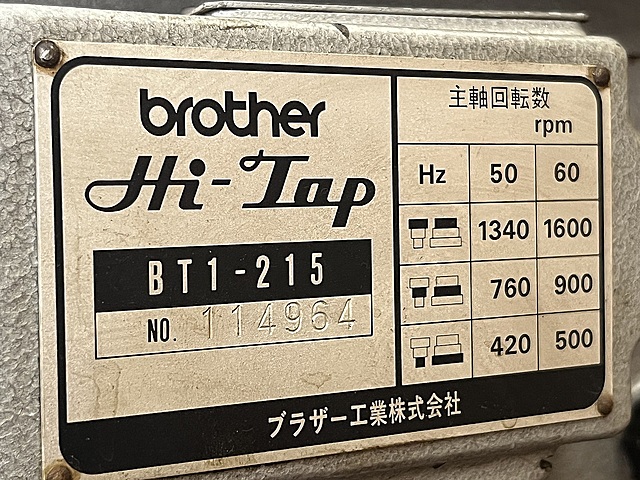 brother
Hi-Tap
BT1-215
NO. 114964
主軸回転数
rpm
Hz 50 60
1340 1600
760 900
420 500
ブラザー工業株式会社